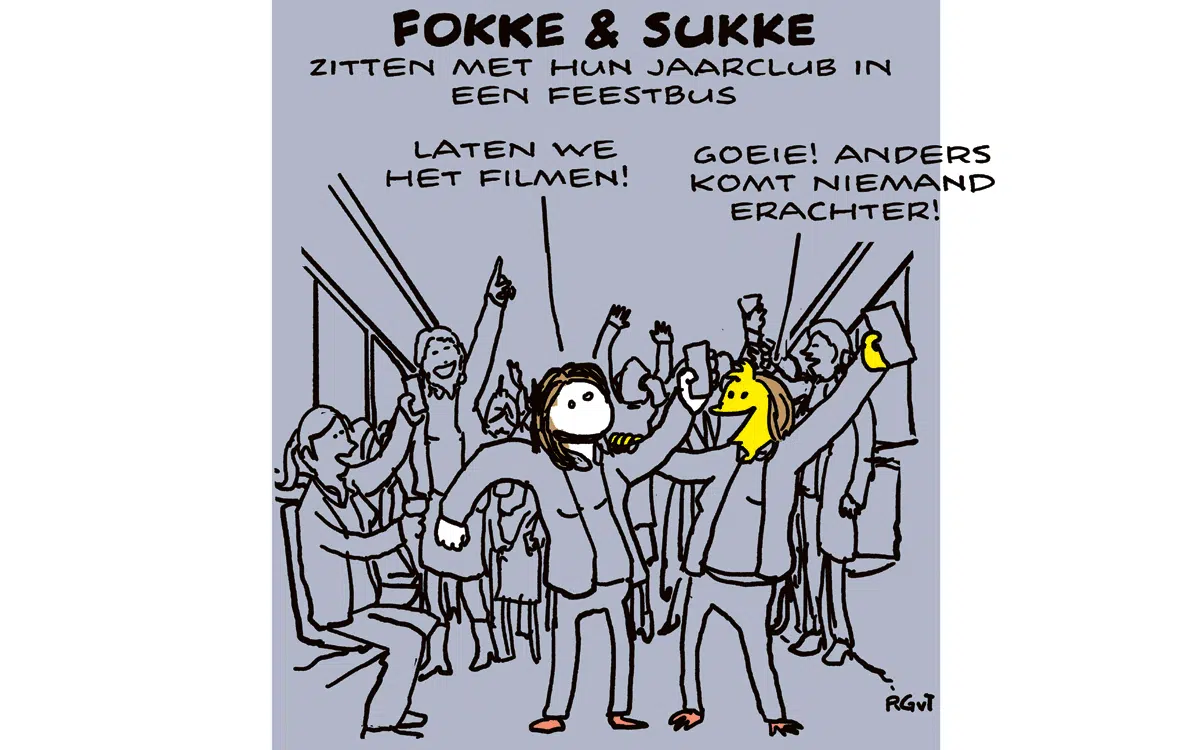 FOKKE & SUKKE
ZITTEN MET HUN JAARCLUB IN
EEN FEESTBUS
LATEN WE
HET FILMEN!
GOEIE! ANDERS
KOMT NIEMAND
ERACHTER!
RGvT